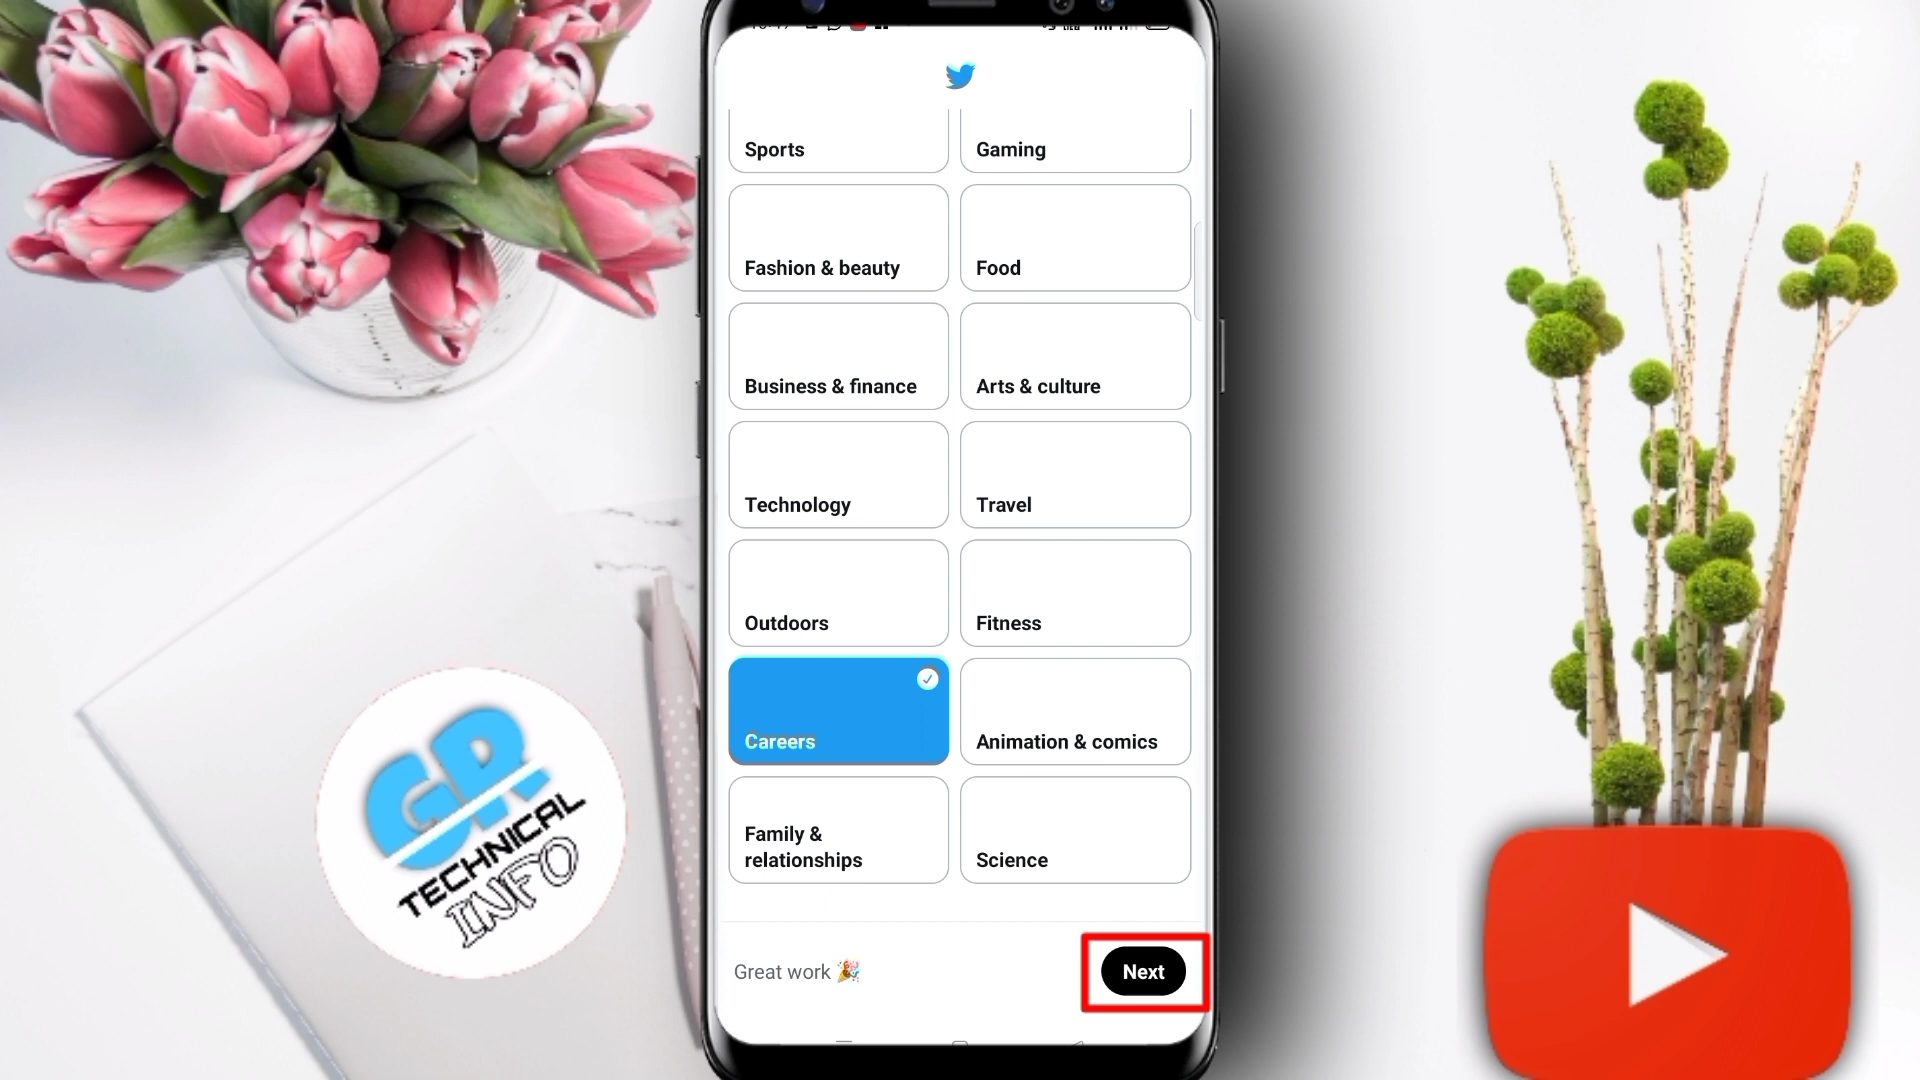 Sports
Gaming
Fashion & beauty
Food
Business & finance
Arts & culture
Technology
Travel
Outdoors
Fitness
Careers
Animation & comics
Family &
relationships
Science
Great work 🎉
Next
GR
TECHNICAL
INFO